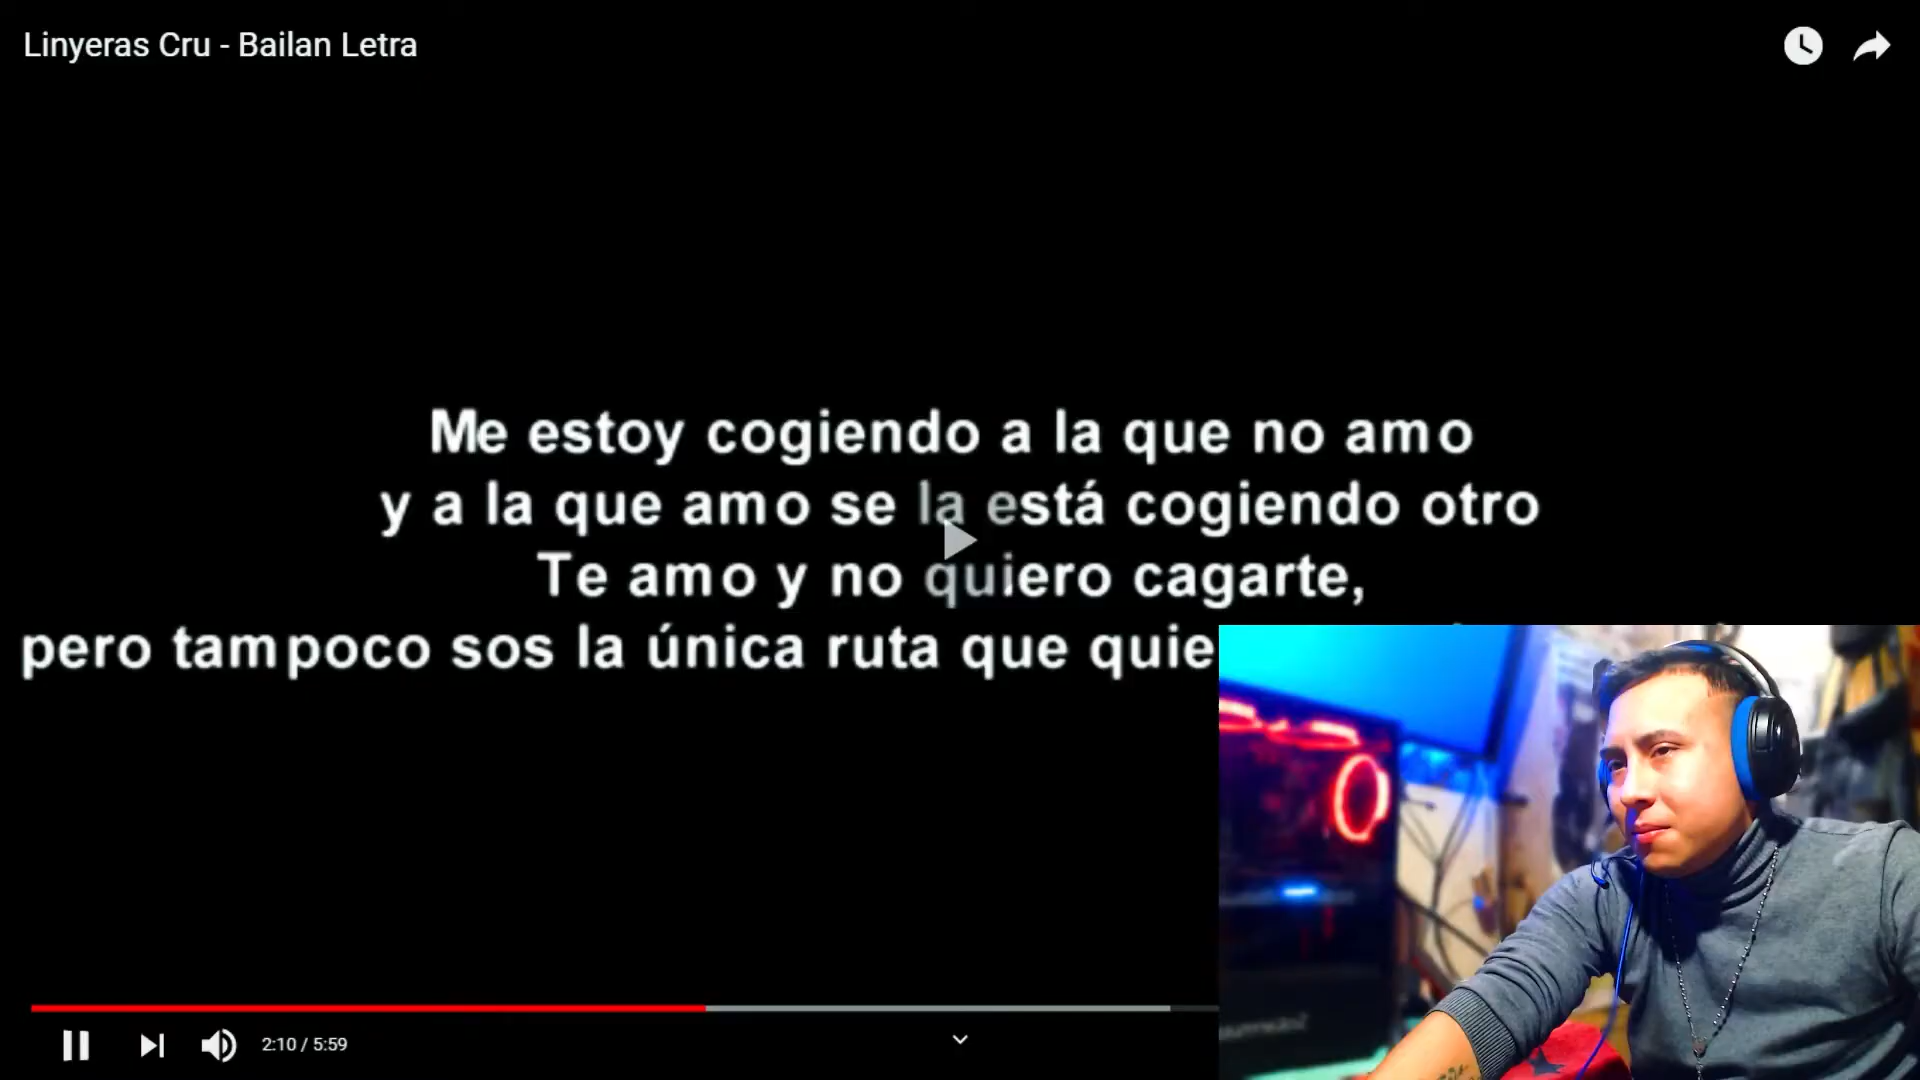 Linyeras Cru - Bailan Letra
Me estoy cogiendo a la que no amo
y a la que amo se la está cogiendo otro
Te amo y no quiero cagarte,
pero tampoco sos la única ruta que quie
2:10 / 5:59